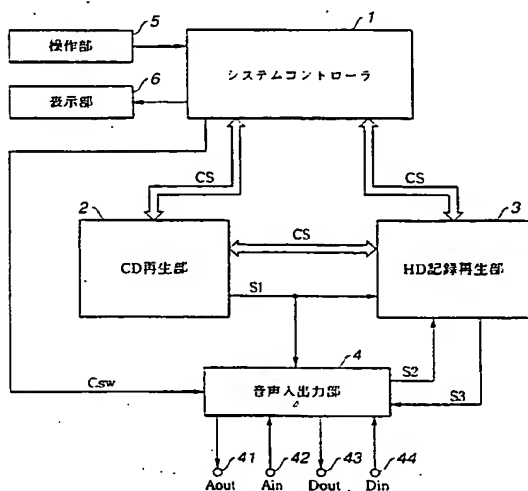 5
操作部
1
システムコントローラ
6
表示部
CS
CS
2
CD再生部
CS
3
HD記録再生部
S1
4
音声入出力部
S2
S3
Csw
41
42
43
44
Aout
Ain
Dout
Din